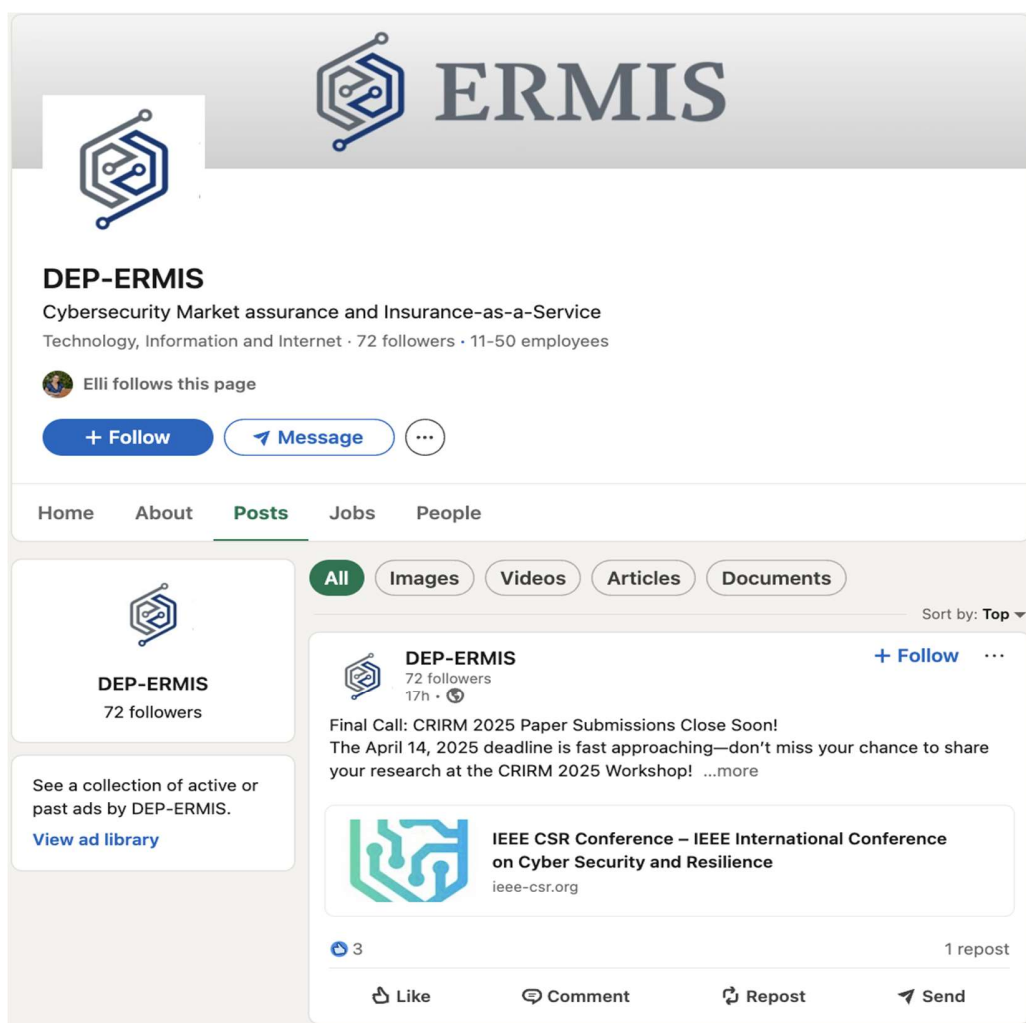 ERMIS
DEP-ERMIS
Cybersecurity Market assurance and Insurance-as-a-Service
Technology, Information and Internet · 72 followers · 11-50 employees
Elli follows this page
+ Follow
Message
···
Home
About
Posts
Jobs
People
DEP-ERMIS
72 followers
See a collection of active or
past ads by DEP-ERMIS.
View ad library
All
Images
Videos
Articles
Documents
Sort by: Top
DEP-ERMIS
72 followers
17h ·
+ Follow
···
Final Call: CRIRM 2025 Paper Submissions Close Soon!
The April 14, 2025 deadline is fast approaching—don’t miss your chance to share
your research at the CRIRM 2025 Workshop! ...more
IEEE CSR Conference – IEEE International Conference
on Cyber Security and Resilience
ieee-csr.org
3
1 repost
Like
Comment
Repost
Send